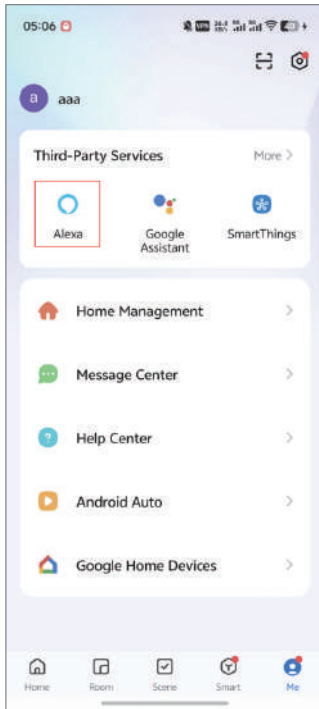 05:06
a aaa
Third-Party Services More
Alexa Google Assistant SmartThings
Home Management
Message Center
Help Center
Android Auto
Google Home Devices
Home Room Scene Smart Me